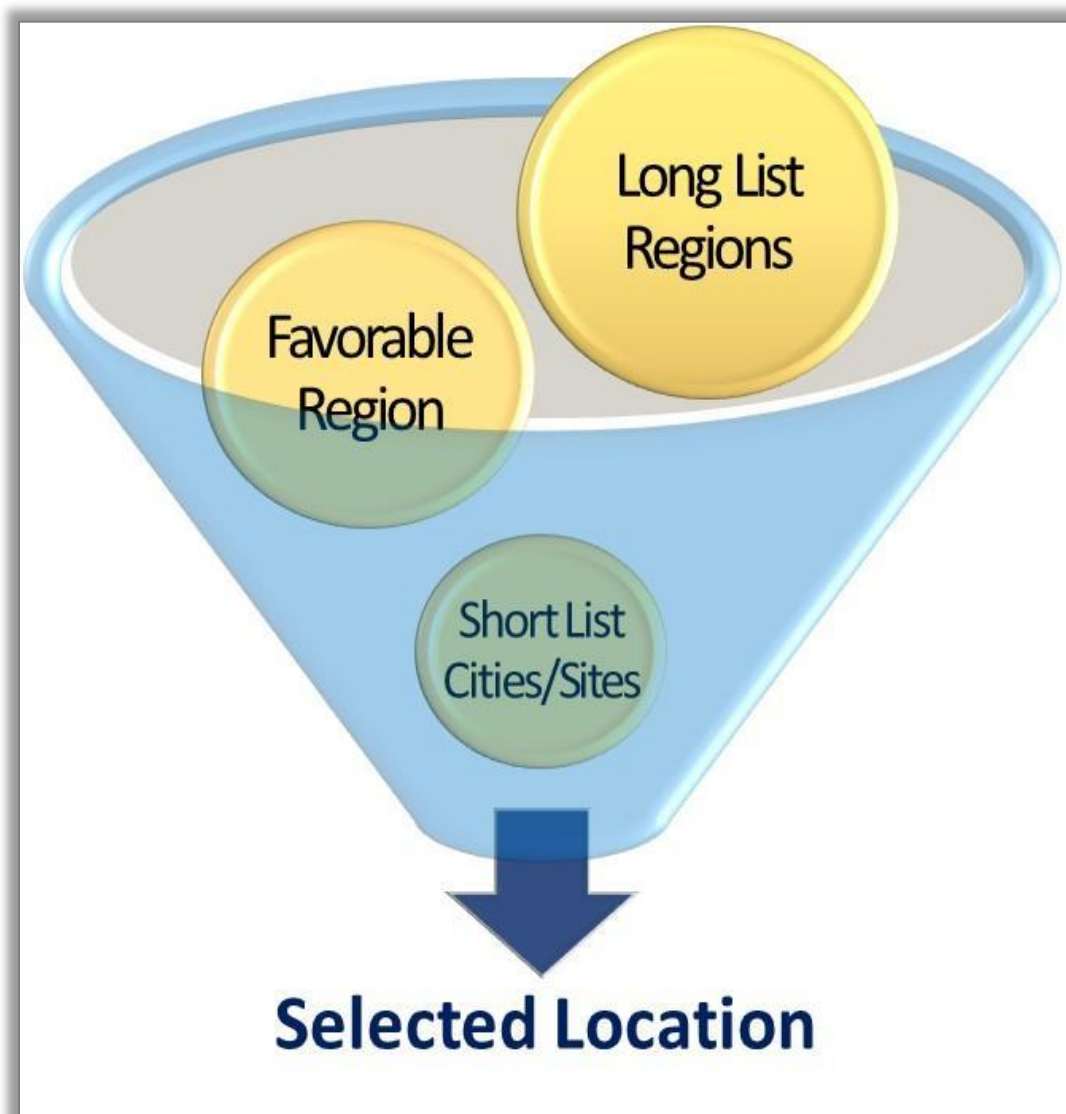 Long List
Regions
Favorable
Region
Short List
Cities/Sites
Selected Location